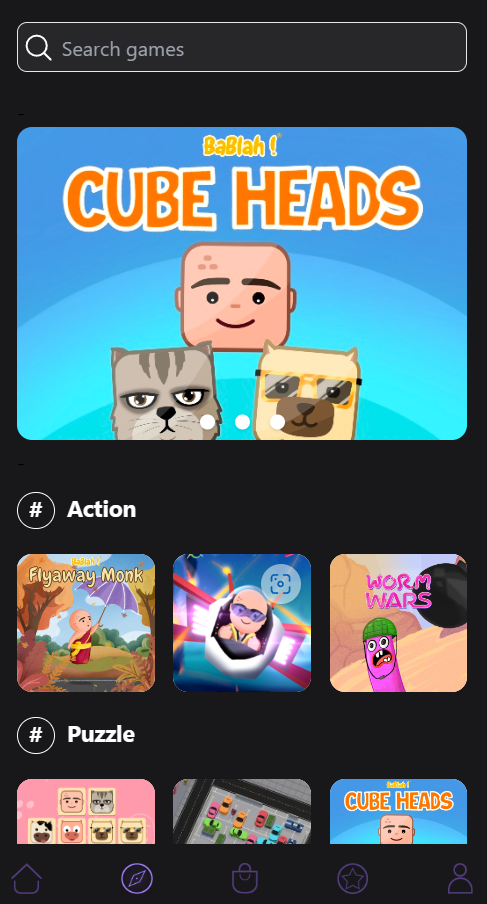 Search games
BaBlah !
CUBE HEADS
# Action
BaBlah !
Flyaway Monk
WORM
WARS
# Puzzle
BaBlah !
CUBE HEADS